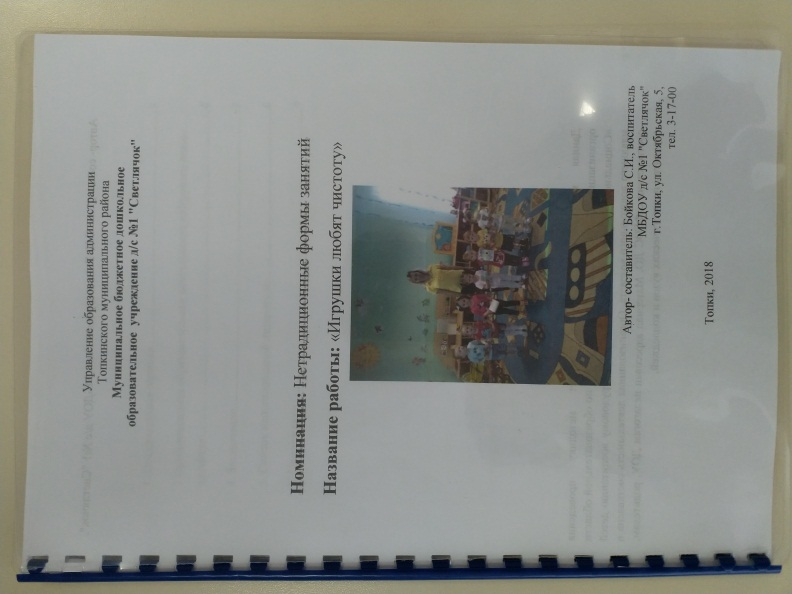 Управление образования администрации
Топкинского муниципального района
Муниципальное бюджетное дошкольное
образовательное учреждение д/с №1 "Светлячок"
Номинация: Нетрадиционные формы занятий
Название работы: «Игрушки любят чистоту»
Автор- составитель: Бойкова С.И., воспитатель
МБДОУ д/с №1 "Светлячок"
г.Топки, ул. Октябрьская, 5,
тел. 3-17-00
Топки, 2018